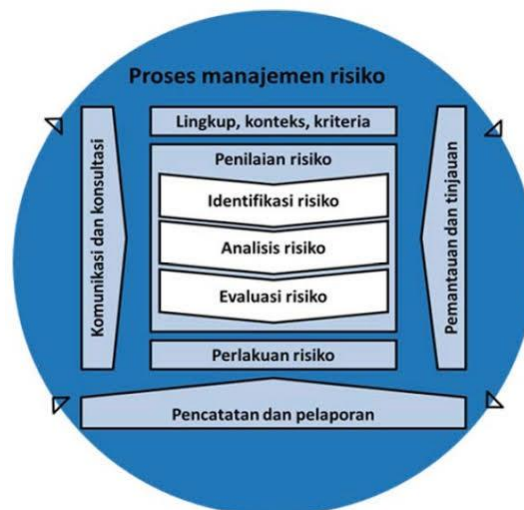 Proses manajemen risiko
Lingkup, konteks, kriteria
Komunikasi dan konsultasi
Penilaian risiko
Identifikasi risiko
Analisis risiko
Evaluasi risiko
Pemantauan dan tinjauan
Perlakuan risiko
Pencatatan dan pelaporan